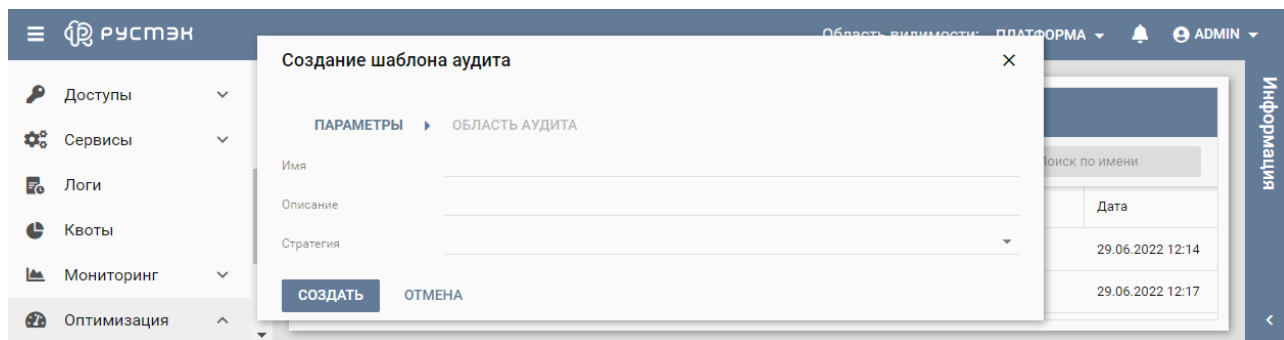 РУСТЭК
Область видимости: ПЛАТФОРМА
ADMIN
Создание шаблона аудита
Доступы
Сервисы
Логи
Квоты
Мониторинг
Оптимизация
ПАРАМЕТРЫ
ОБЛАСТЬ АУДИТА
Имя
Описание
Стратегия
СОЗДАТЬ
ОТМЕНА
Поиск по имени
Дата
29.06.2022 12:14
29.06.2022 12:17
Информация